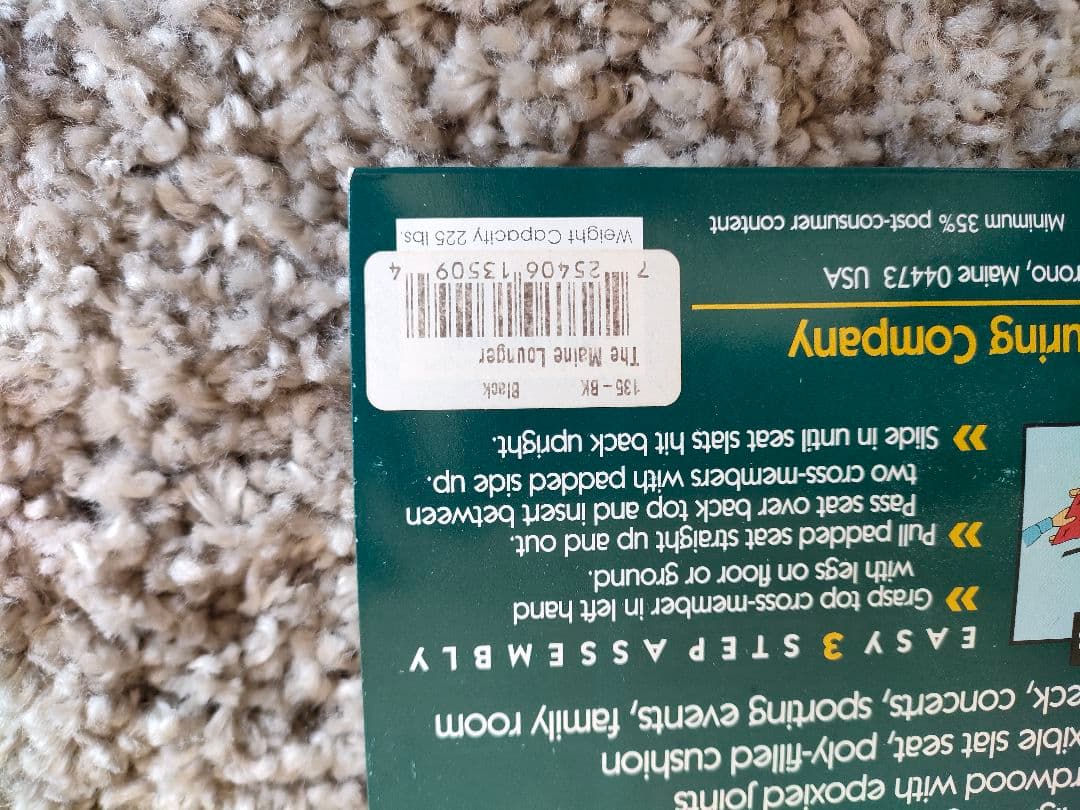 rdwood with epoxied joints
xible slat seat, poly-filled cushion
eck, concerts, sporting events, family room
EASY 3 STEP ASSEMBLY
» Grasp top cross-member in left hand
with legs on floor or ground.
» Pull padded seat straight up and out.
Pass seat over back top and insert between
two cross-members with padded side up.
» Slide in until seat slats hit back upright.
135-BK Black
The Maine Lounger
7 25406 13509 4
Weight Capacity 225 lbs.
uring Company
rono, Maine 04473 USA
Minimum 35% post-consumer content